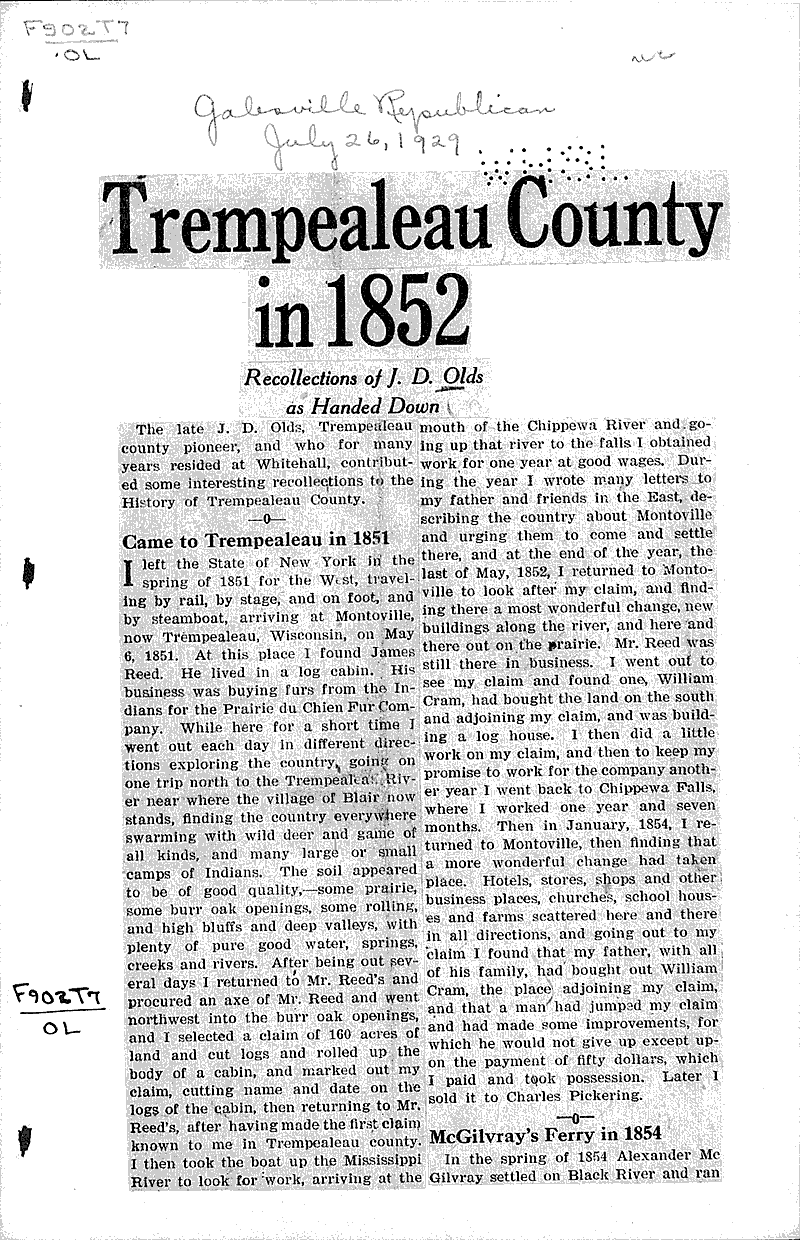 F902T7
.OL
Galesville Republican
July 26, 1929
Trempealeau County
in 1852
Recollections of J. D. Olds
as Handed Down
The late J. D. Olds, Trempealeau
county pioneer, and who for many
years resided at Whitehall, contribut-
ed some interesting recollections to the
History of Trempealeau County.
—0—
Came to Trempealeau in 1851
I left the State of New York in the
spring of 1851 for the West, travel-
ing by rail, by stage, and on foot, and
by steamboat, arriving at Montoville,
now Trempealeau, Wisconsin, on May
6, 1851. At this place I found James
Reed. He lived in a log cabin. His
business was buying furs from the In-
dians for the Prairie du Chien Fur Com-
pany. While here for a short time I
went out each day in different direc-
tions exploring the country, going on
one trip north to the Trempealeau Riv-
er near where the village of Blair now
stands, finding the country everywhere
swarming with wild deer and game of
all kinds, and many large or small
camps of Indians. The soil appeared
to be of good quality,—some prairie,
some burr oak openings, some rolling,
and high bluffs and deep valleys, with
plenty of pure good water, springs,
creeks and rivers. After being out sev-
eral days I returned to Mr. Reed's and
procured an axe of Mr. Reed and went
northwest into the burr oak openings,
and I selected a claim of 160 acres of
land and cut logs and rolled up the
body of a cabin, and marked out my
claim, cutting name and date on the
logs of the cabin, then returning to Mr.
Reed's, after having made the first claim
known to me in Trempealeau county.
I then took the boat up the Mississippi
River to look for work, arriving at the
mouth of the Chippewa River and go-
ing up that river to the falls I obtained
work for one year at good wages. Dur-
ing the year I wrote many letters to
my father and friends in the East, de-
scribing the country about Montoville
and urging them to come and settle
there, and at the end of the year, the
last of May, 1852, I returned to Monto-
ville to look after my claim, and find-
ing there a most wonderful change, new
buildings along the river, and here and
there out on the prairie. Mr. Reed was
still there in business. I went out to
see my claim and found one, William
Cram, had bought the land on the south
and adjoining my claim, and was build-
ing a log house. I then did a little
work on my claim, and then to keep my
promise to work for the company anoth-
er year I went back to Chippewa Falls,
where I worked one year and seven
months. Then in January, 1854, I re-
turned to Montoville, then finding that
a more wonderful change had taken
place. Hotels, stores, shops and other
business places, churches, school hous-
es and farms scattered here and there
in all directions, and going out to my
claim I found that my father, with all
of his family, had bought out William
Cram, the place adjoining my claim,
and that a man had jumped my claim
and had made some improvements, for
which he would not give up except up-
on the payment of fifty dollars, which
I paid and took possession. Later I
sold it to Charles Pickering.
—0—
McGilvray's Ferry in 1854
In the spring of 1854 Alexander Mc
Gilvray settled on Black River and ran
F902T7
OL